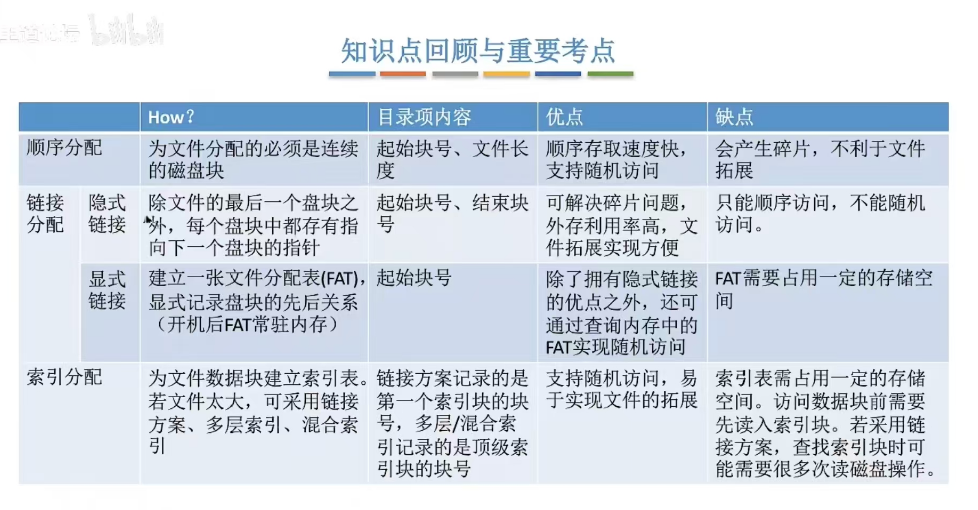 bilibili
知识点回顾与重要考点
How?
目录项内容
优点
缺点
顺序分配
为文件分配的必须是连续
的磁盘块
起始块号、文件长
度
顺序存取速度快，
支持随机访问
会产生碎片，不利于文件
拓展
链接
分配
隐式
链接
除文件的最后一个盘块之
外，每个盘块中都存有指
向下一个盘块的指针
起始块号、结束块
号
可解决碎片问题，
外存利用率高，文
件拓展实现方便
只能顺序访问，不能随机
访问。
显式
链接
建立一张文件分配表(FAT)，
显式记录盘块的先后关系
（开机后FAT常驻内存）
起始块号
除了拥有隐式链接
的优点之外，还可
通过查询内存中的
FAT实现随机访问
FAT需要占用一定的存储空
间
索引分配
为文件数据块建立索引表。
若文件太大，可采用链接
方案、多层索引、混合索
引
链接方案记录的是
第一个索引块的块
号，多层/混合索
引记录的是顶级索
引块的块号
支持随机访问，易
于实现文件的拓展
索引表需占用一定的存储
空间。访问数据块前需要
先读入索引块。若采用链
接方案，查找索引块时可
能需要很多次读磁盘操作。